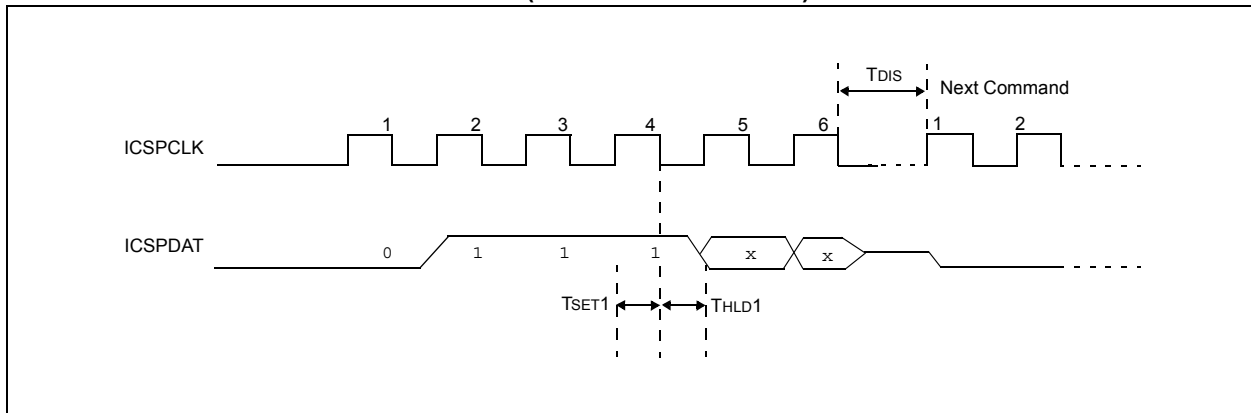 TDIS
Next Command
1 2 3 4 5 6 1 2
ICSPCLK
ICSPDAT
0 1 1 1 x x
TSET1 THLD1